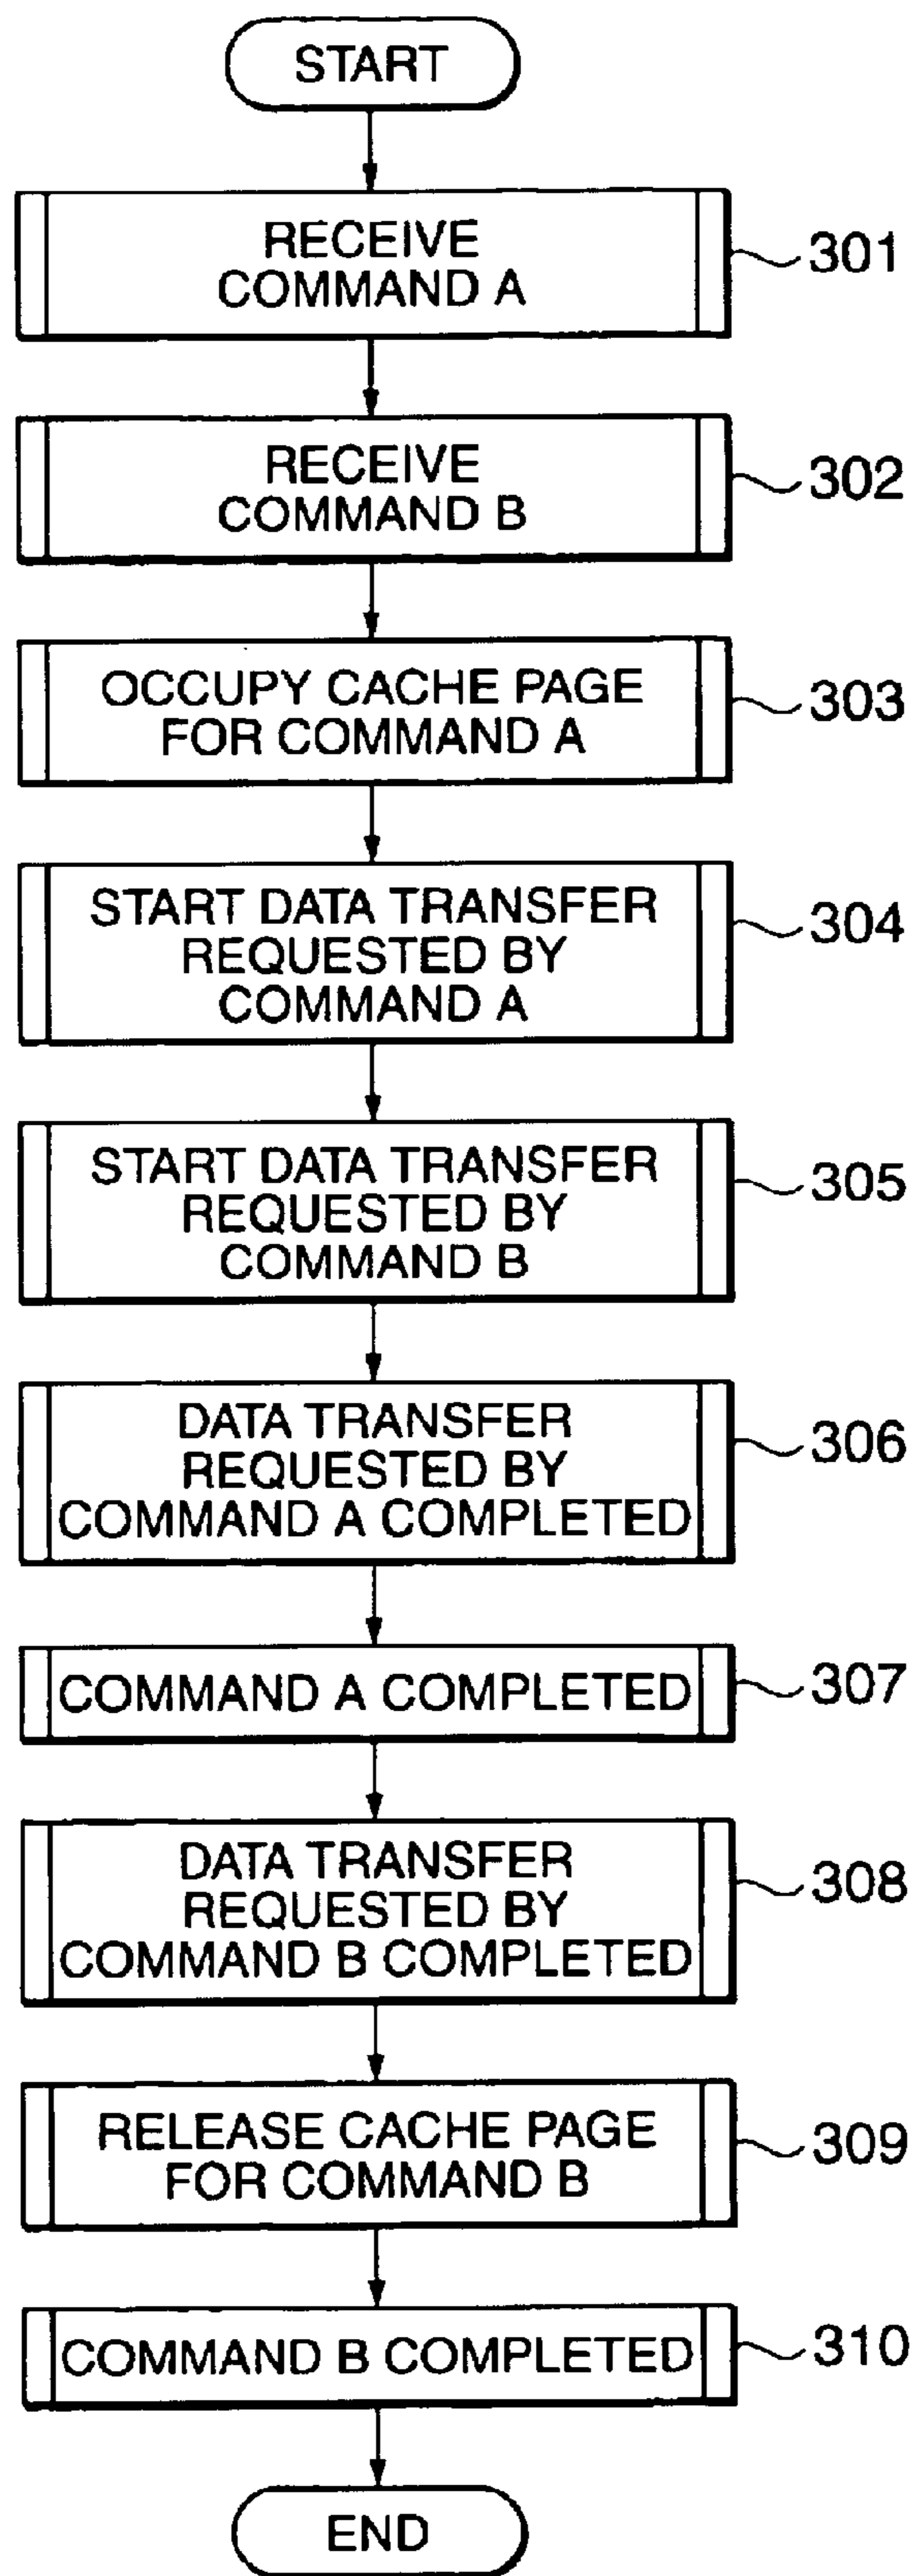 START
RECEIVE
COMMAND A
301
RECEIVE
COMMAND B
302
OCCUPY CACHE PAGE
FOR COMMAND A
303
START DATA TRANSFER
REQUESTED BY
COMMAND A
304
START DATA TRANSFER
REQUESTED BY
COMMAND B
305
DATA TRANSFER
REQUESTED BY
COMMAND A COMPLETED
306
COMMAND A COMPLETED
307
DATA TRANSFER
REQUESTED BY
COMMAND B COMPLETED
308
RELEASE CACHE PAGE
FOR COMMAND B
309
COMMAND B COMPLETED
310
END